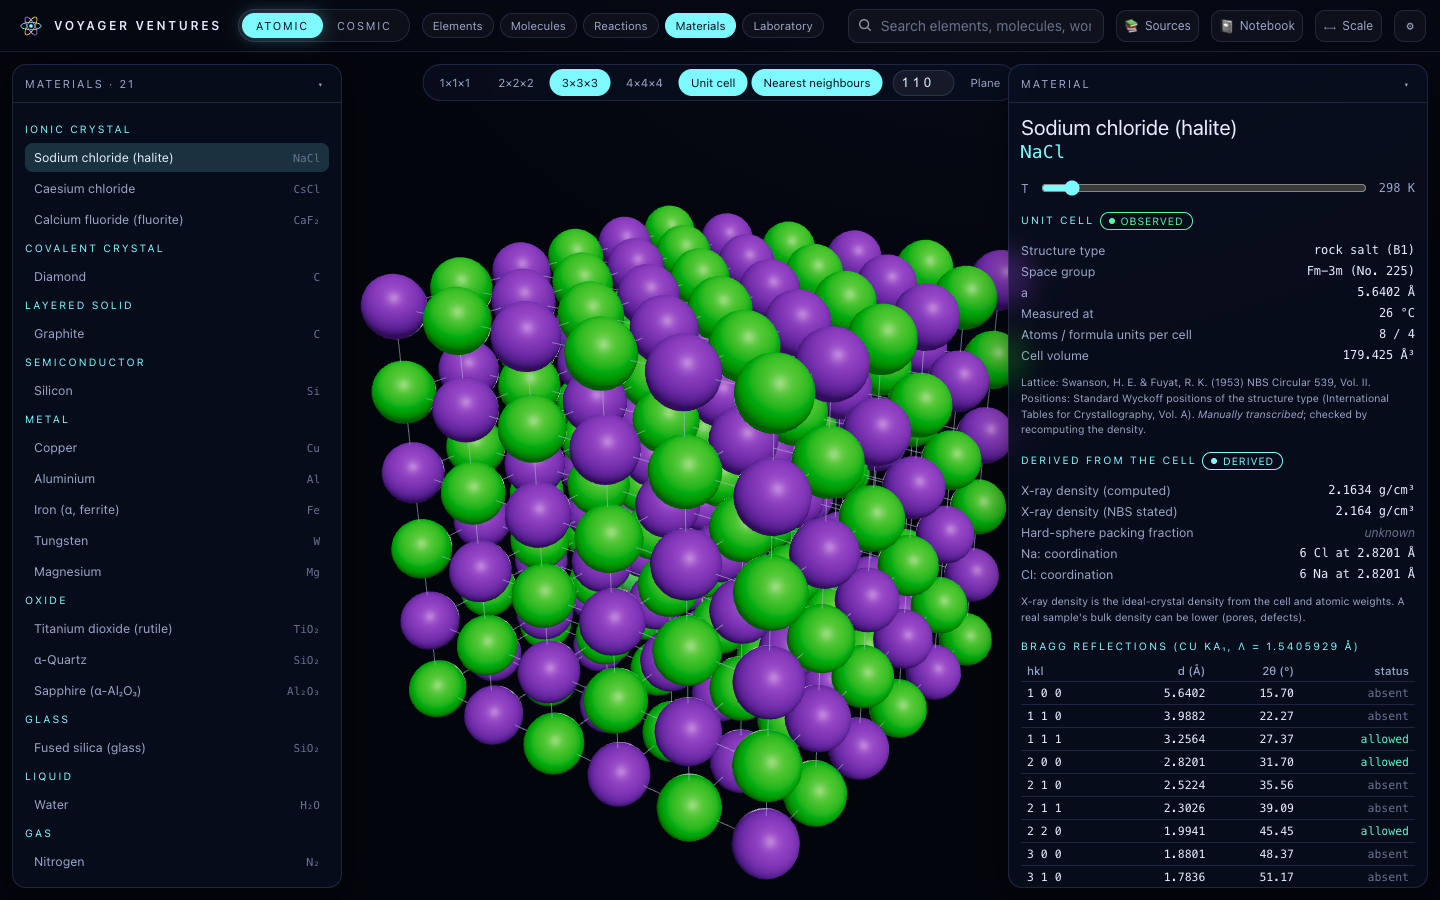 VOYAGER VENTURES
ATOMIC COSMIC
Elements Molecules Reactions Materials Laboratory
Search elements, molecules, wor
Sources Notebook Scale
MATERIALS · 21
IONIC CRYSTAL
Sodium chloride (halite) NaCl
Caesium chloride CsCl
Calcium fluoride (fluorite) CaF₂
COVALENT CRYSTAL
Diamond C
LAYERED SOLID
Graphite C
SEMICONDUCTOR
Silicon Si
METAL
Copper Cu
Aluminium Al
Iron (α, ferrite) Fe
Tungsten W
Magnesium Mg
OXIDE
Titanium dioxide (rutile) TiO₂
α-Quartz SiO₂
Sapphire (α-Al₂O₃) Al₂O₃
GLASS
Fused silica (glass) SiO₂
LIQUID
Water H₂O
GAS
Nitrogen N₂
1×1×1 2×2×2 3×3×3 4×4×4 Unit cell Nearest neighbours 1 1 0 Plane
MATERIAL
Sodium chloride (halite)
NaCl
T 298 K
UNIT CELL OBSERVED
Structure type rock salt (B1)
Space group Fm−3m (No. 225)
a 5.6402 Å
Measured at 26 °C
Atoms / formula units per cell 8 / 4
Cell volume 179.425 Å³
Lattice: Swanson, H. E. & Fuyat, R. K. (1953) NBS Circular 539, Vol. II.
Positions: Standard Wyckoff positions of the structure type (International
Tables for Crystallography, Vol. A). Manually transcribed; checked by
recomputing the density.
DERIVED FROM THE CELL DERIVED
X-ray density (computed) 2.1634 g/cm³
X-ray density (NBS stated) 2.164 g/cm³
Hard-sphere packing fraction unknown
Na: coordination 6 Cl at 2.8201 Å
Cl: coordination 6 Na at 2.8201 Å
X-ray density is the ideal-crystal density from the cell and atomic weights. A
real sample's bulk density can be lower (pores, defects).
BRAGG REFLECTIONS (CU KΑ₁, Λ = 1.5405929 Å)
hkl d (Å) 2θ (°) status
1 0 0 5.6402 15.70 absent
1 1 0 3.9882 22.27 absent
1 1 1 3.2564 27.37 allowed
2 0 0 2.8201 31.70 allowed
2 1 0 2.5224 35.56 absent
2 1 1 2.3026 39.09 absent
2 2 0 1.9941 45.45 allowed
3 0 0 1.8801 48.37 absent
3 1 0 1.7836 51.17 absent